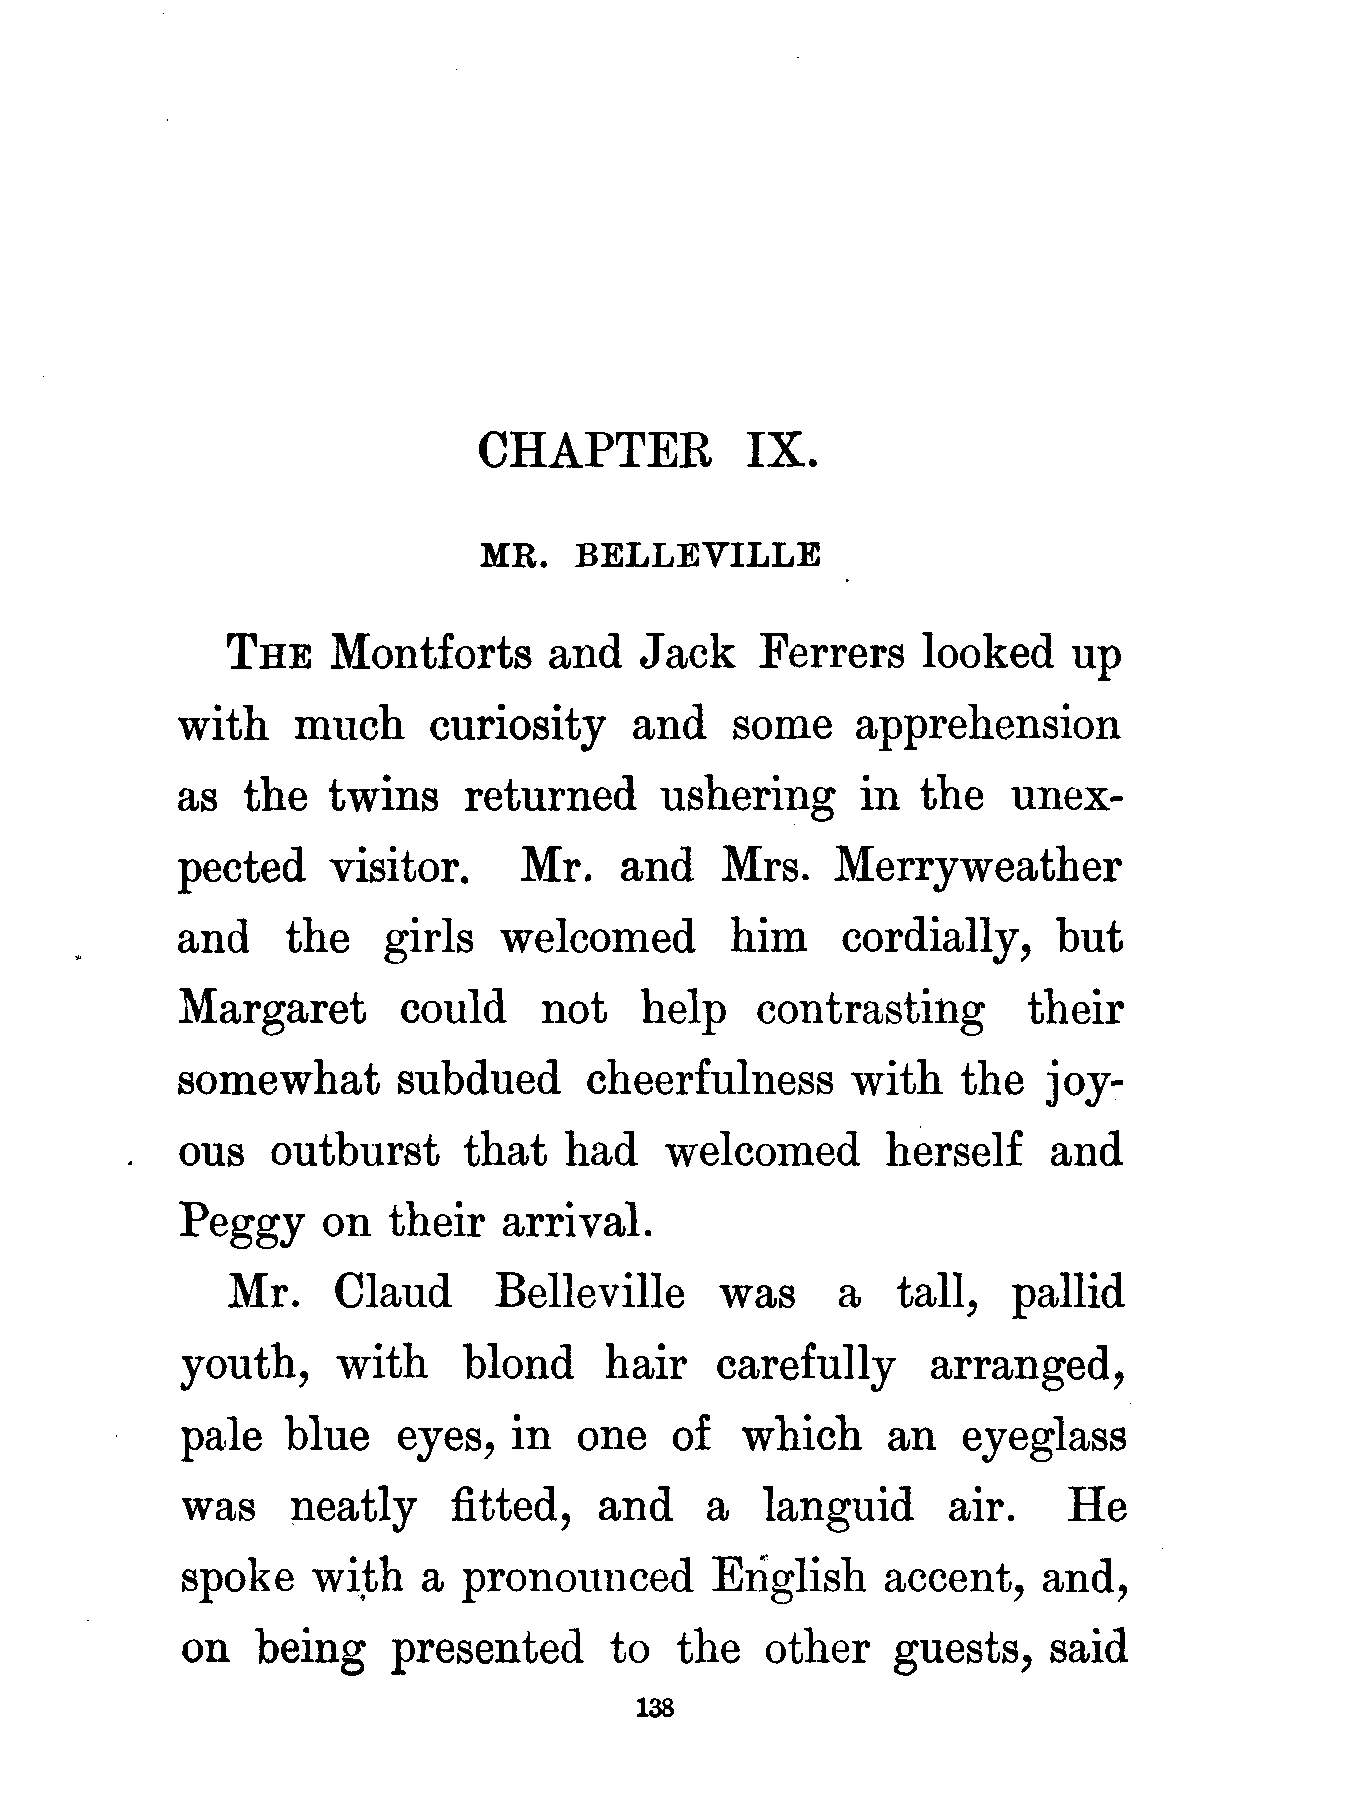 CHAPTER IX.
MR. BELLEVILLE
THE Montforts and Jack Ferrers looked up
with much curiosity and some apprehension
as the twins returned ushering in the unex-
pected visitor. Mr. and Mrs. Merryweather
and the girls welcomed him cordially, but
Margaret could not help contrasting their
somewhat subdued cheerfulness with the joy-
ous outburst that had welcomed herself and
Peggy on their arrival.
Mr. Claud Belleville was a tall, pallid
youth, with blond hair carefully arranged,
pale blue eyes, in one of which an eyeglass
was neatly fitted, and a languid air. He
spoke with a pronounced English accent, and,
on being presented to the other guests, said
138